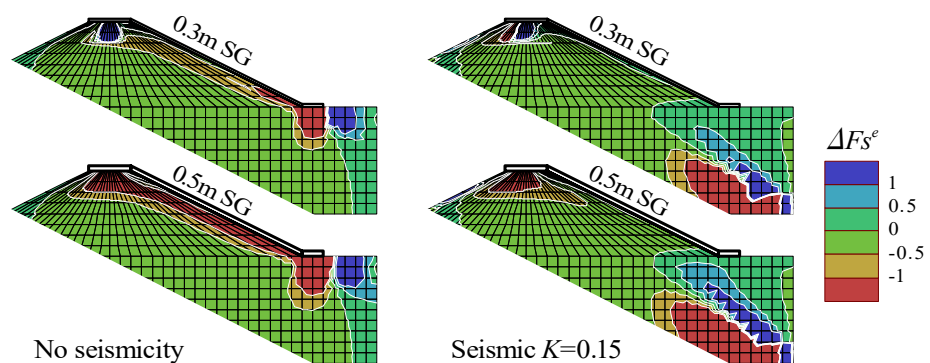 0.3m SG
0.3m SG
0.5m SG
0.5m SG
ΔFsᵉ
1
0.5
0
-0.5
-1
No seismicity
Seismic K=0.15